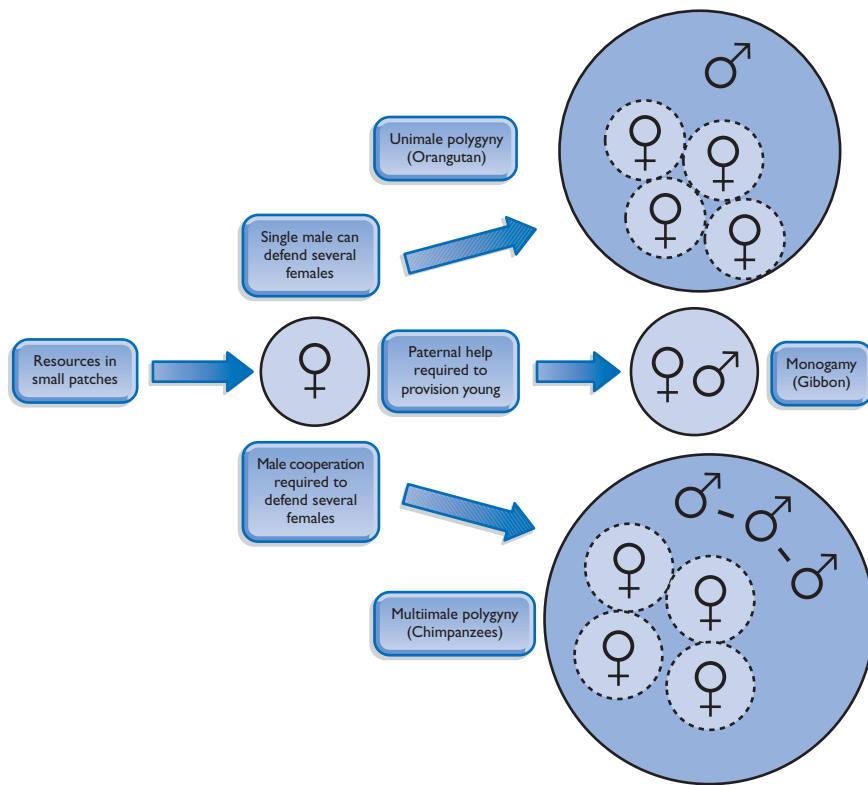 Unimale polygyny
(Orangutan)
Single male can
defend several
females
Resources in
small patches
Paternal help
required to
provision young
Monogamy
(Gibbon)
Male cooperation
required to
defend several
females
Multiimale polygyny
(Chimpanzees)